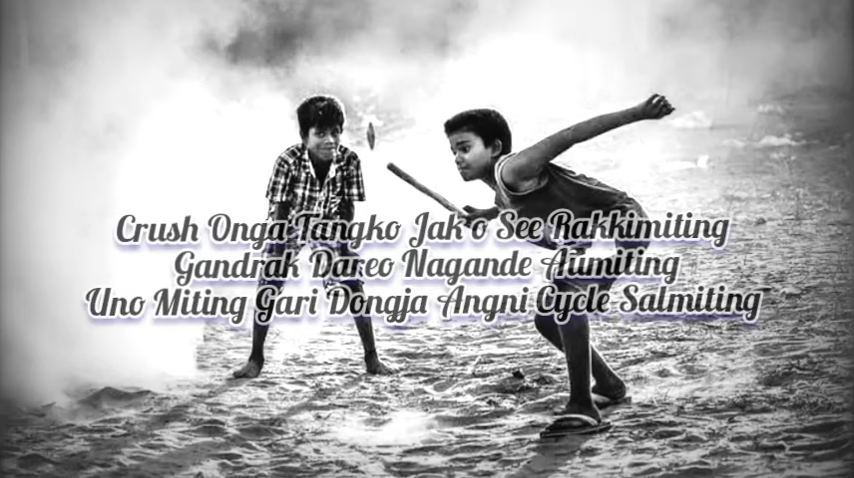 Crush Onga Tangko Jak'o See Rakkimiting
Gandrak Dareo Nagande Aumiting
Uno Miting Gari Dongja Angni Cycle Salmiting